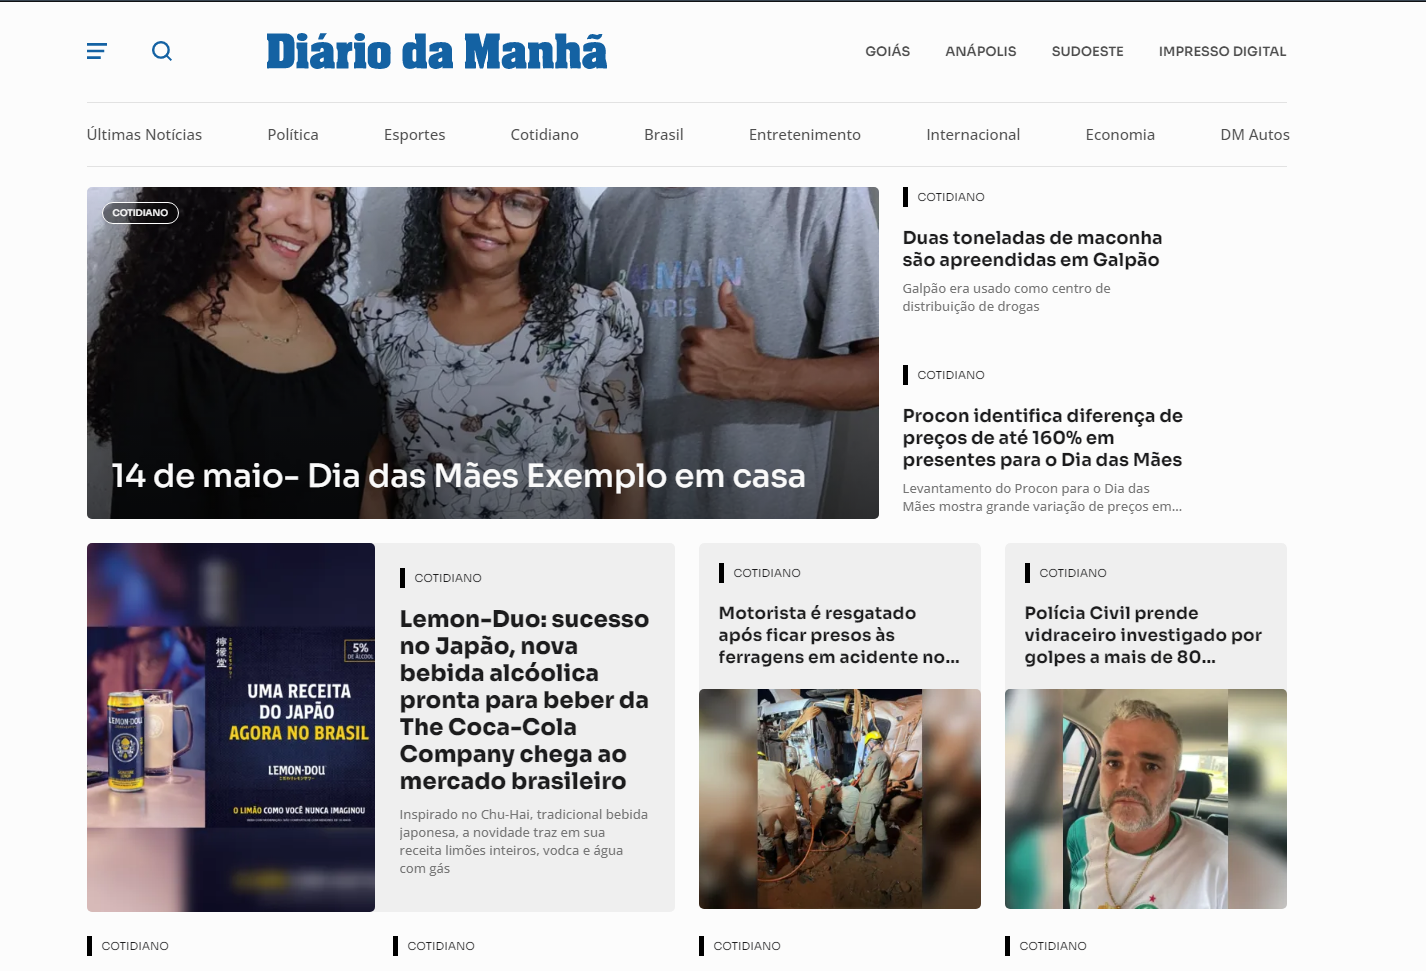 Diário da Manhã
GOIÁS
ANÁPOLIS
SUDOESTE
IMPRESSO DIGITAL
Últimas Notícias
Política
Esportes
Cotidiano
Brasil
Entretenimento
Internacional
Economia
DM Autos
COTIDIANO
BALMAIN
PARIS
14 de maio- Dia das Mães Exemplo em casa
COTIDIANO
Duas toneladas de maconha
são apreendidas em Galpão
Galpão era usado como centro de
distribuição de drogas
COTIDIANO
Procon identifica diferença de
preços de até 160% em
presentes para o Dia das Mães
Levantamento do Procon para o Dia das
Mães mostra grande variação de preços em...
檸檬堂
5%
DE ÁLCOOL
UMA RECEITA
DO JAPÃO
AGORA NO BRASIL
LEMON-DOU
LEMON-DOU
O LIMÃO COMO VOCÊ NUNCA IMAGINOU
COTIDIANO
Lemon-Duo: sucesso
no Japão, nova
bebida alcóolica
pronta para beber da
The Coca-Cola
Company chega ao
mercado brasileiro
Inspirado no Chu-Hai, tradicional bebida
japonesa, a novidade traz em sua
receita limões inteiros, vodca e água
com gás
COTIDIANO
Motorista é resgatado
após ficar presos às
ferragens em acidente no...
COTIDIANO
Polícia Civil prende
vidraceiro investigado por
golpes a mais de 80...
COTIDIANO
COTIDIANO
COTIDIANO
COTIDIANO